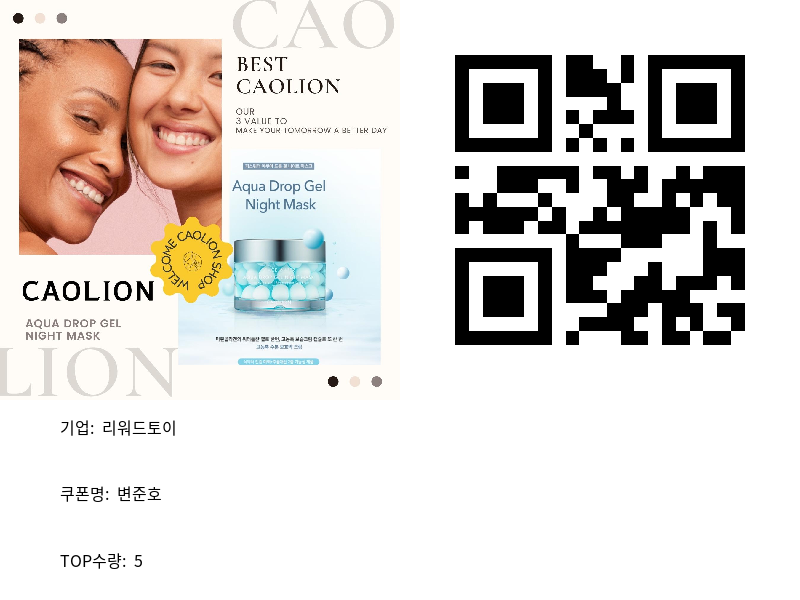 CAO
BEST
CAOLION
OUR
3 VALUE TO
MAKE YOUR TOMORROW A BETTER DAY
Aqua Drop Gel
Night Mask
WELCOME CAOLION SHOP
CAOLION
AQUA DROP GEL
NIGHT MASK
LION
기업: 리워드토이
쿠폰명: 변준호
TOP수량: 5